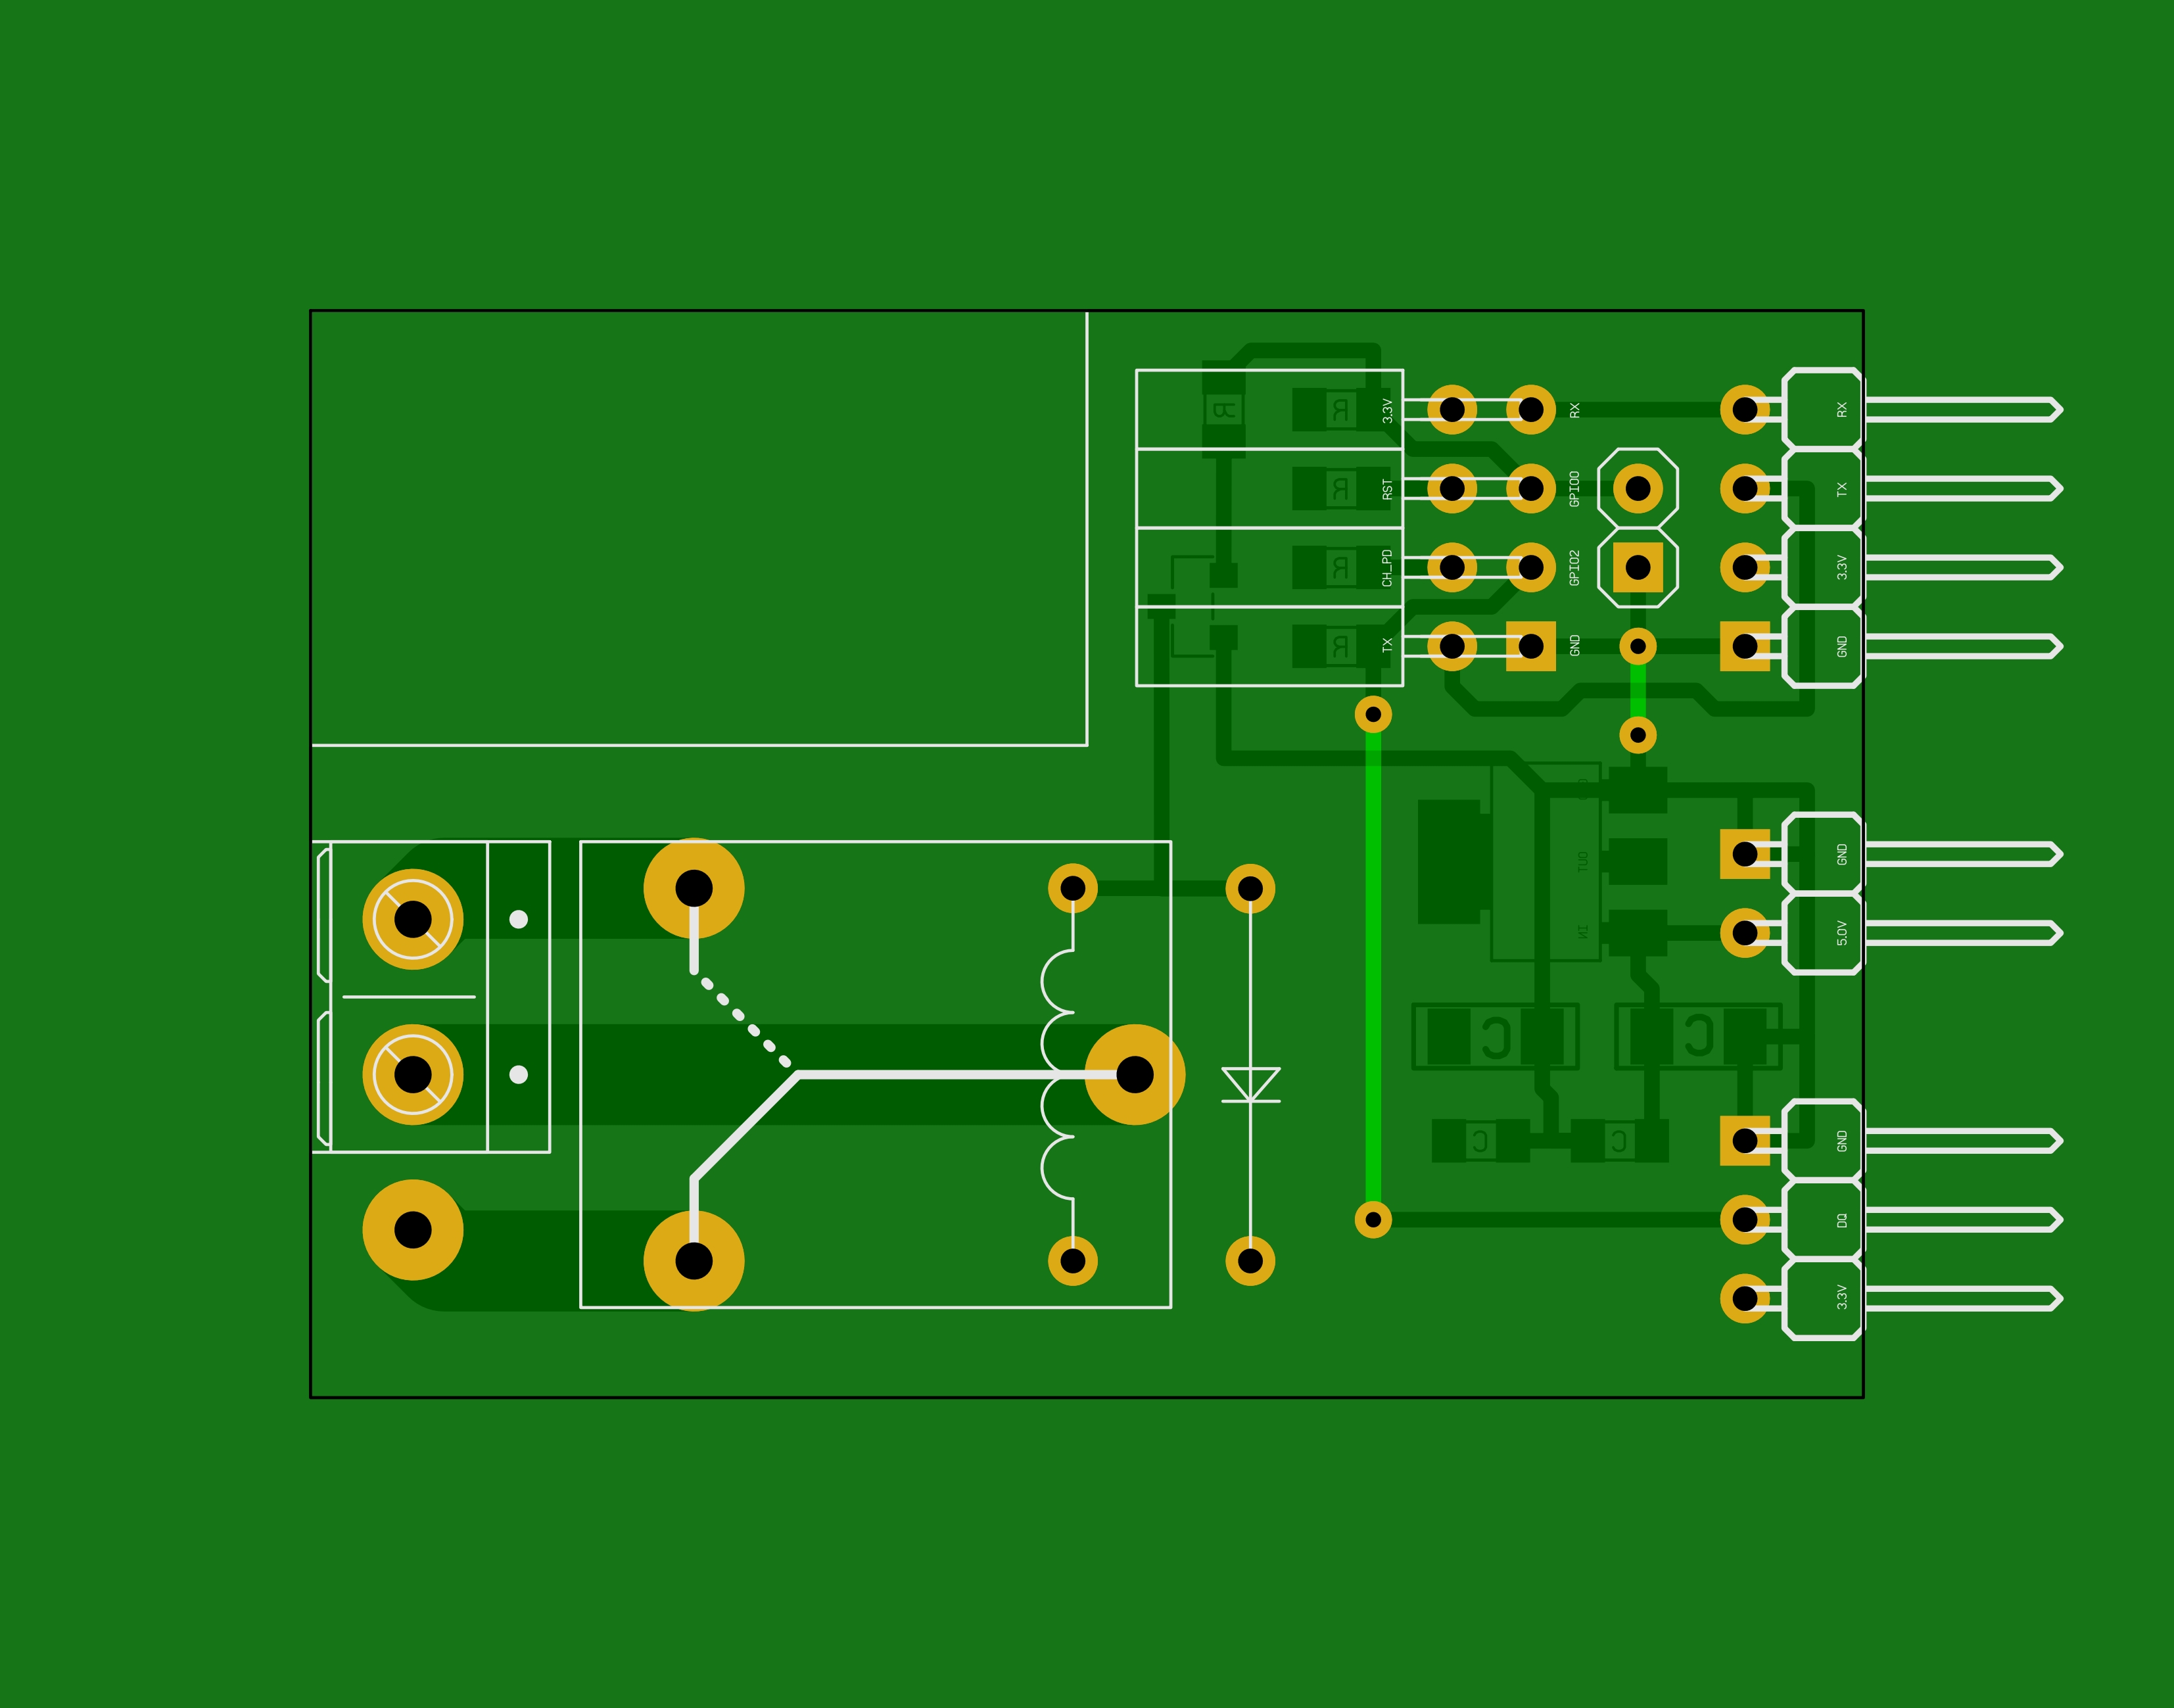 3.3V
RX
RX
RST
GPIO0
TX
CH_PD
GPIO2
3.3V
TX
GND
GND
R
R
R
R
R
OUT
IN
GND
5.0V
C
C
C
C
GND
DQ
3.3V